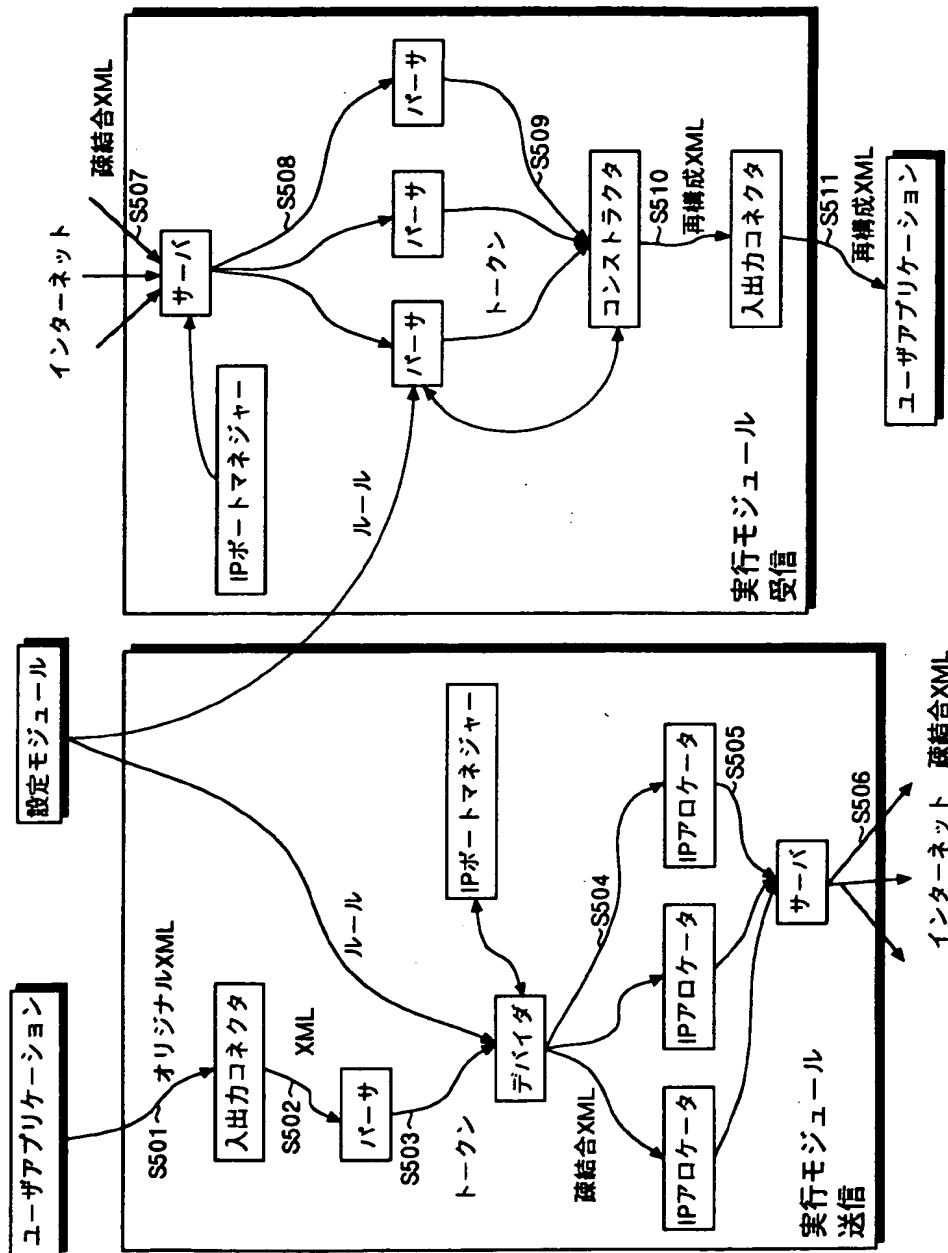 ユーザアプリケーション
S501
オリジナルXML
入出力コネクタ
S502
XML
パーサ
S503
トークン
設定モジュール
ルール
デバイダ
IPポートマネジャー
疎結合XML
S504
IPアロケータ
IPアロケータ
IPアロケータ
S505
サーバ
S506
インターネット 疎結合XML
実行モジュール
送信
ルール
インターネット
疎結合XML
S507
サーバ
IPポートマネジャー
S508
パーサ
パーサ
パーサ
トークン
S509
コンストラクタ
S510
再構成XML
入出力コネクタ
S511
再構成XML
ユーザアプリケーション
実行モジュール
受信